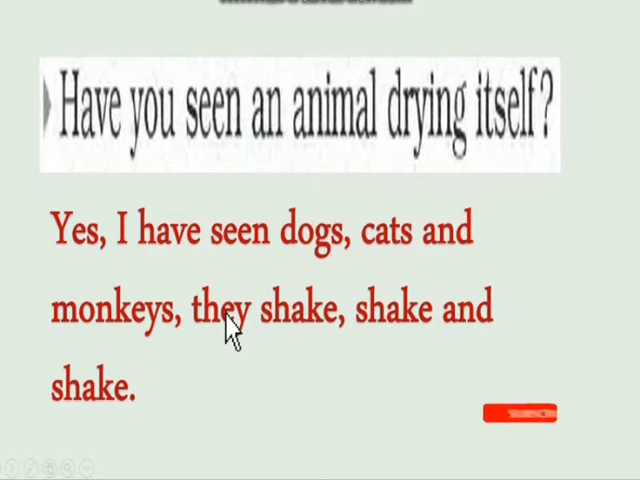 Have you seen an animal drying itself?
Yes, I have seen dogs, cats and
monkeys, they shake, shake and
shake.